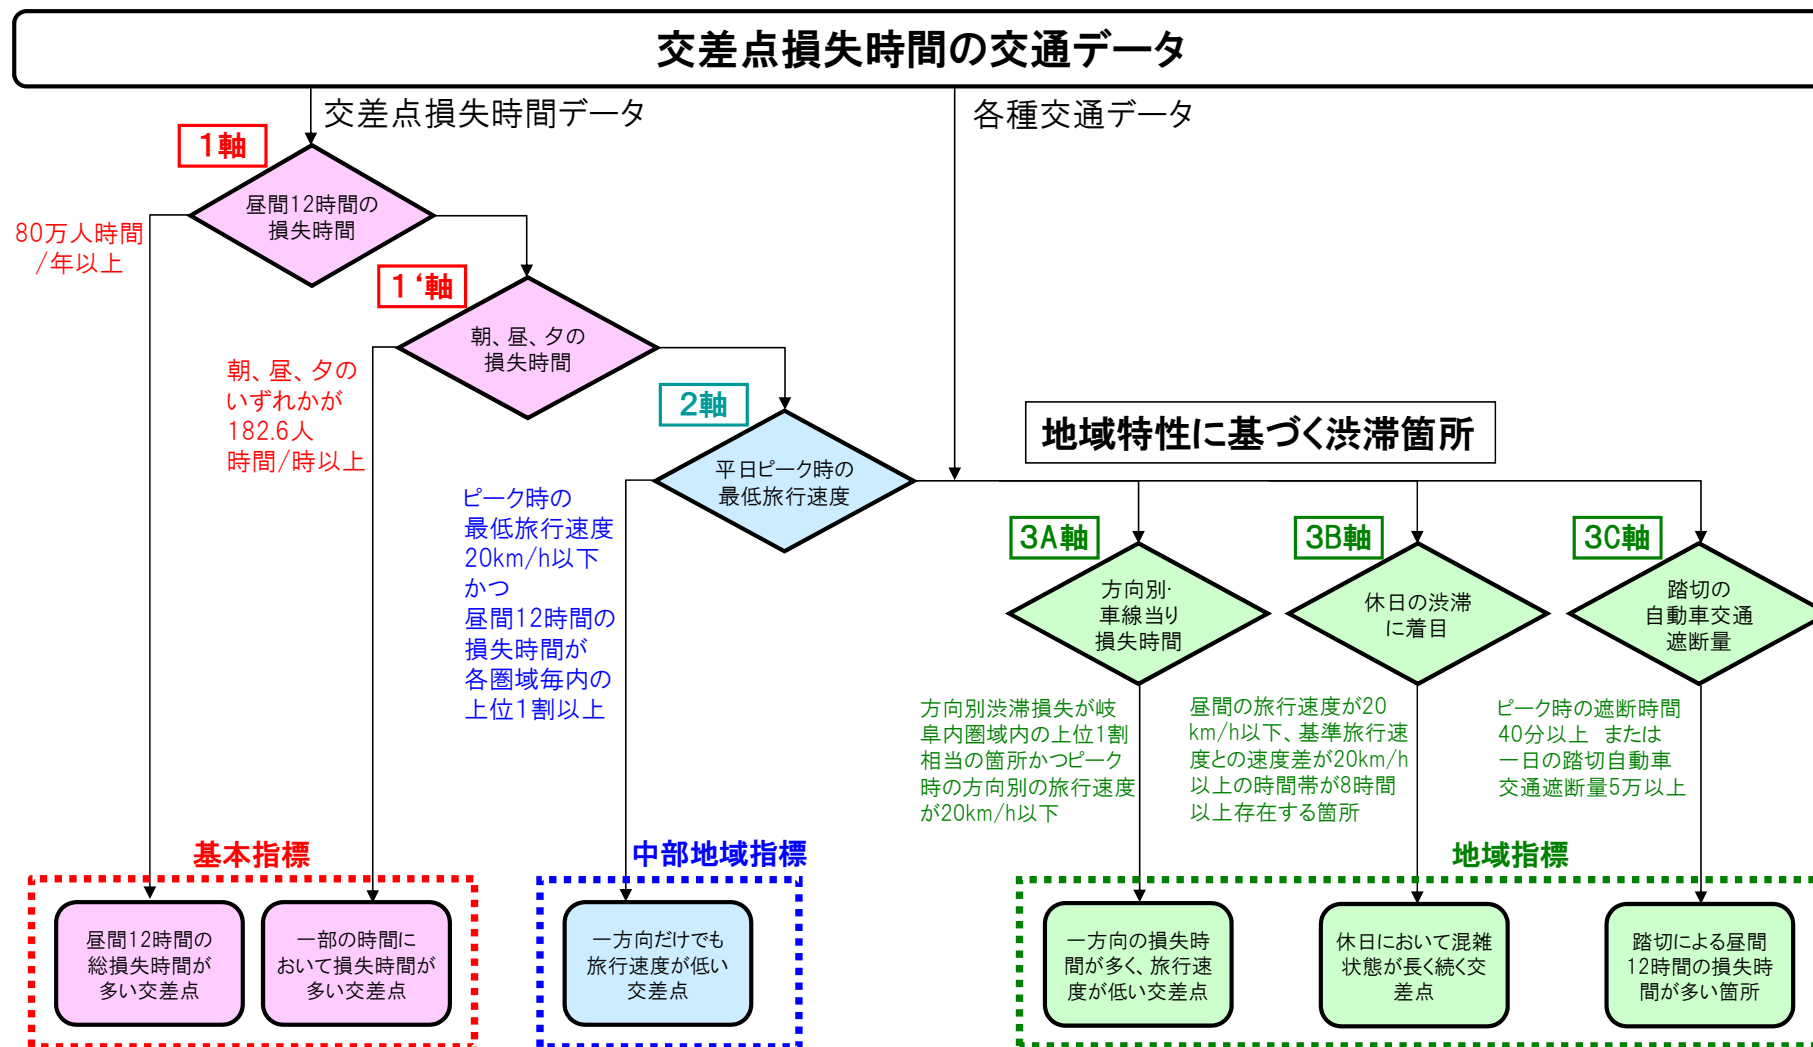 交差点損失時間の交通データ
交差点損失時間データ
各種交通データ
1軸
昼間12時間の
損失時間
80万人時間
/年以上
1‘軸
朝、昼、夕の
損失時間
朝、昼、夕の
いずれかが
182.6人
時間/時以上
2軸
平日ピーク時の
最低旅行速度
ピーク時の
最低旅行速度
20km/h以下
かつ
昼間12時間の
損失時間が
各圏域毎内の
上位1割以上
地域特性に基づく渋滞箇所
3A軸
方向別・
車線当り
損失時間
3B軸
休日の渋滞
に着目
3C軸
踏切の
自動車交通
遮断量
方向別渋滞損失が岐
阜内圏域内の上位1割
相当の箇所かつピーク
時の方向別の旅行速度
が20km/h以下
昼間の旅行速度が20
km/h以下、基準旅行速
度との速度差が20km/h
以上の時間帯が8時間
以上存在する箇所
ピーク時の遮断時間
40分以上　または
一日の踏切自動車
交通遮断量5万以上
基本指標
中部地域指標
地域指標
昼間12時間の
総損失時間が
多い交差点
一部の時間に
おいて損失時間が
多い交差点
一方向だけでも
旅行速度が低い
交差点
一方向の損失時
間が多く、旅行速
度が低い交差点
休日において混雑
状態が長く続く交
差点
踏切による昼間
12時間の損失時
間が多い箇所